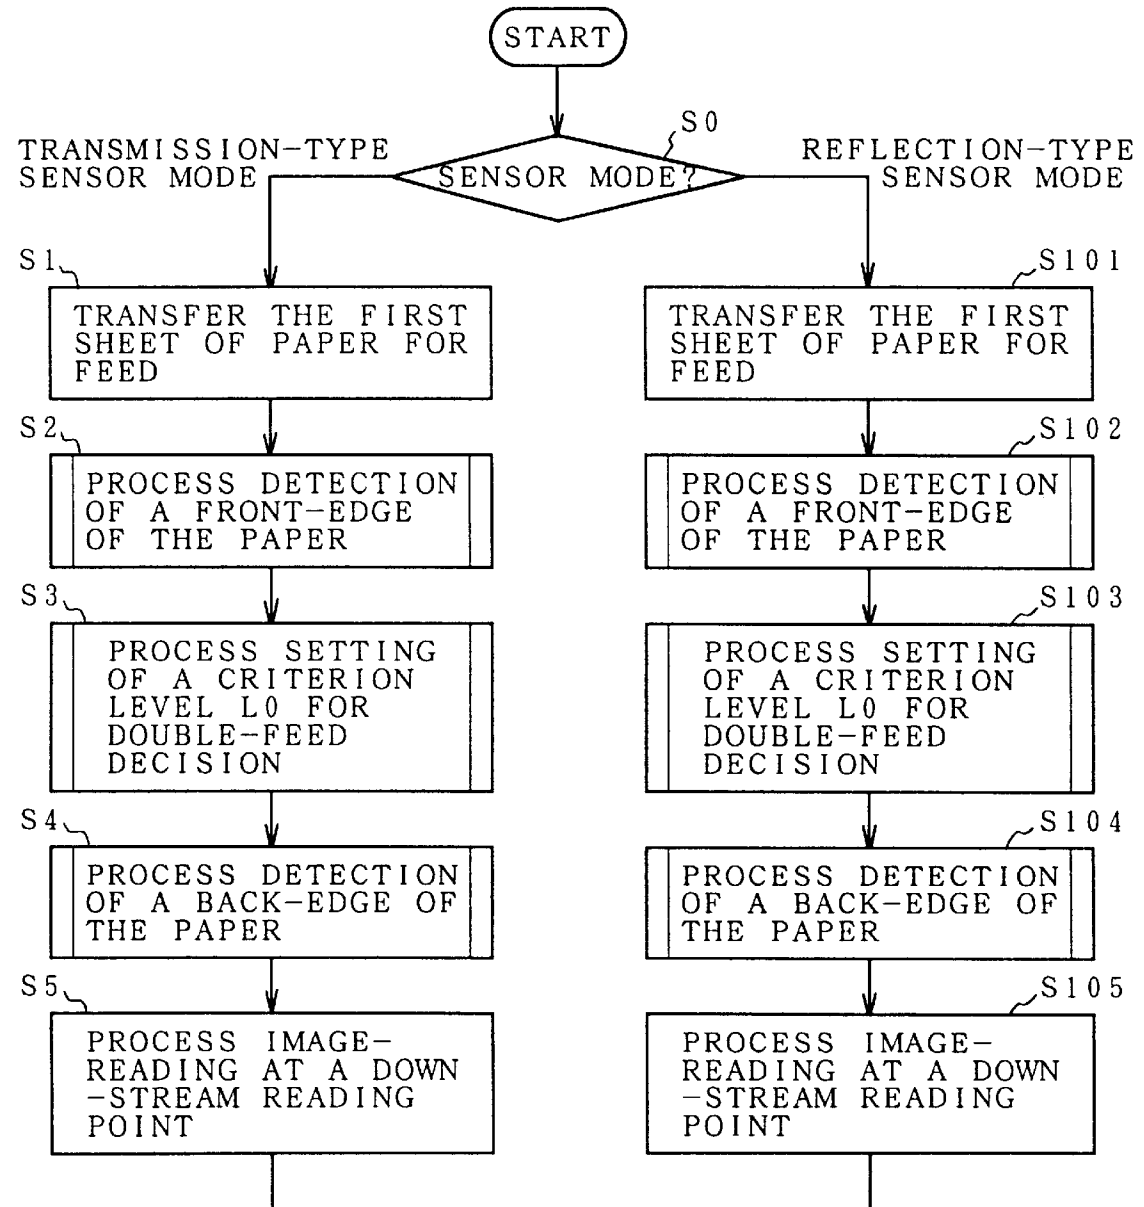 START
S0
TRANSMISSION-TYPE
SENSOR MODE
SENSOR MODE?
REFLECTION-TYPE
SENSOR MODE
S1
TRANSFER THE FIRST
SHEET OF PAPER FOR
FEED
S2
PROCESS DETECTION
OF A FRONT-EDGE
OF THE PAPER
S3
PROCESS SETTING
OF A CRITERION
LEVEL L0 FOR
DOUBLE-FEED
DECISION
S4
PROCESS DETECTION
OF A BACK-EDGE OF
THE PAPER
S5
PROCESS IMAGE-
READING AT A DOWN
-STREAM READING
POINT
S101
TRANSFER THE FIRST
SHEET OF PAPER FOR
FEED
S102
PROCESS DETECTION
OF A FRONT-EDGE
OF THE PAPER
S103
PROCESS SETTING
OF A CRITERION
LEVEL L0 FOR
DOUBLE-FEED
DECISION
S104
PROCESS DETECTION
OF A BACK-EDGE OF
THE PAPER
S105
PROCESS IMAGE-
READING AT A DOWN
-STREAM READING
POINT